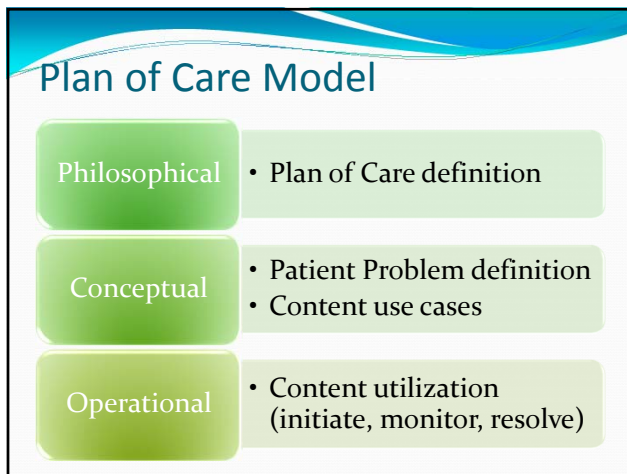 Plan of Care Model
Philosophical
• Plan of Care definition
Conceptual
• Patient Problem definition
• Content use cases
Operational
• Content utilization
(initiate, monitor, resolve)